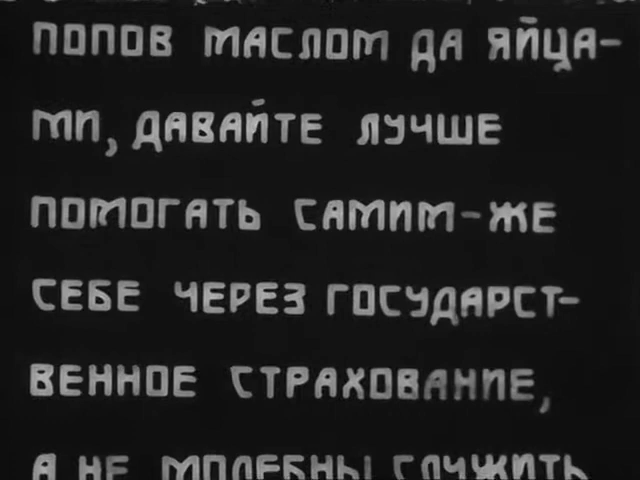 ПОПОВ МАСЛОМ ДА ЯЙЦА-
МИ, ДАВАЙТЕ ЛУЧШЕ
ПОМОГАТЬ САМИМ-ЖЕ
СЕБЕ ЧЕРЕЗ ГОСУДАРСТ-
ВЕННОЕ СТРАХОВАНИЕ,
А НЕ МОЛЕБНЫ СЛУЖИТЬ